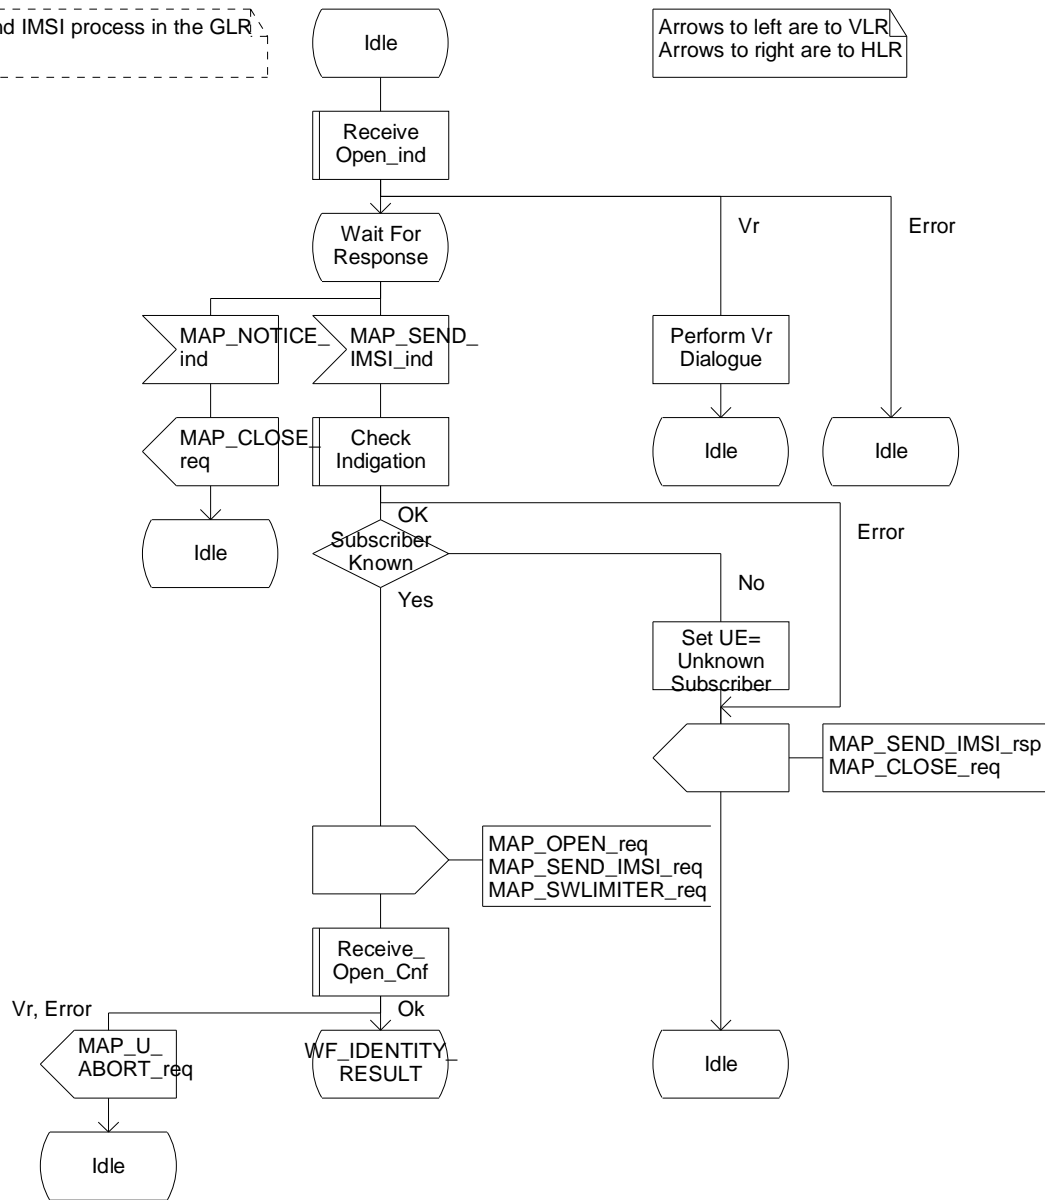 nd IMSI process in the GLR
Idle
Arrows to left are to VLR
Arrows to right are to HLR
Receive
Open_ind
Vr
Error
Wait For
Response
MAP_NOTICE_
ind
MAP_SEND_
IMSI_ind
Perform Vr
Dialogue
MAP_CLOSE_
req
Check
Indigation
Idle
Idle
OK
Error
Idle
Subscriber
Known
No
Yes
Set UE=
Unknown
Subscriber
MAP_SEND_IMSI_rsp
MAP_CLOSE_req
MAP_OPEN_req
MAP_SEND_IMSI_req
MAP_SWLIMITER_req
Receive_
Open_Cnf
Vr, Error
Ok
MAP_U_
ABORT_req
WF_IDENTITY_
RESULT
Idle
Idle